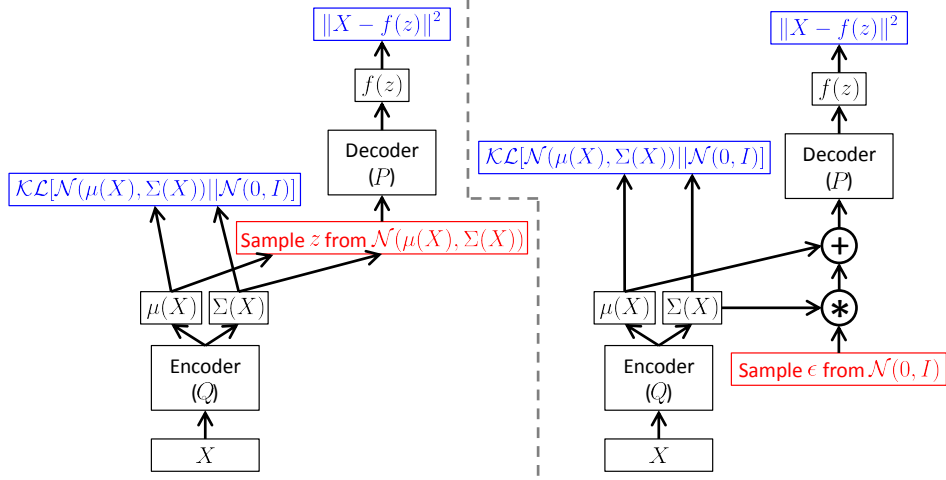 ‖X − f(z)‖²
f(z)
Decoder
(P)
𝒦ℒ[𝒩(μ(X), Σ(X))||𝒩(0, I)]
Sample z from 𝒩(μ(X), Σ(X))
μ(X)
Σ(X)
Encoder
(Q)
X
‖X − f(z)‖²
f(z)
Decoder
(P)
𝒦ℒ[𝒩(μ(X), Σ(X))||𝒩(0, I)]
+
μ(X)
Σ(X)
*
Encoder
(Q)
Sample ϵ from 𝒩(0, I)
X